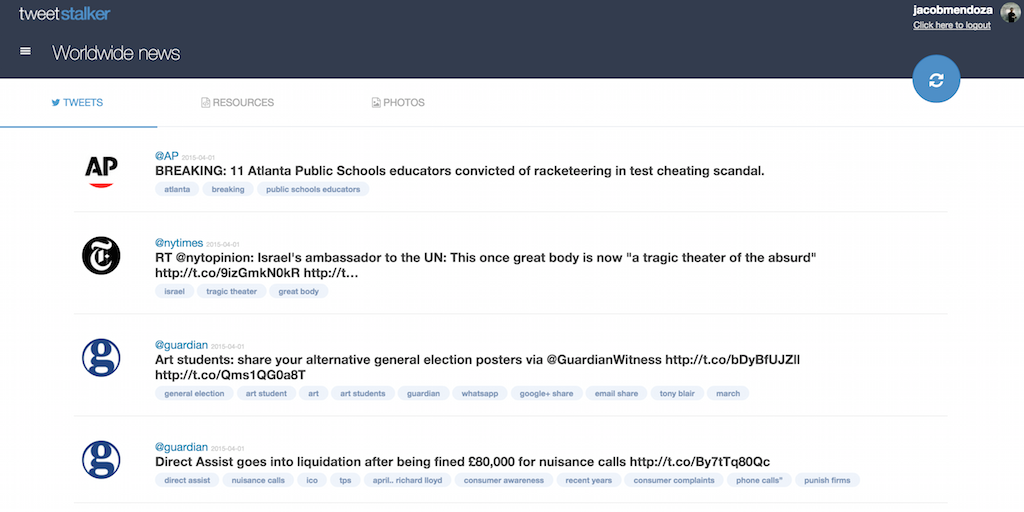 tweetstalker
jacobmendoza
Click here to logout
Worldwide news
TWEETS
RESOURCES
PHOTOS
AP
@AP 2015-04-01
BREAKING: 11 Atlanta Public Schools educators convicted of racketeering in test cheating scandal.
atlanta breaking public schools educators
@nytimes 2015-04-01
RT @nytopinion: Israel's ambassador to the UN: This once great body is now "a tragic theater of the absurd"
http://t.co/9izGmkN0kR http://t…
israel tragic theater great body
g
@guardian 2015-04-01
Art students: share your alternative general election posters via @GuardianWitness http://t.co/bDyBfUJZll
http://t.co/Qms1QG0a8T
general election art student art art students guardian whatsapp google+ share email share tony blair march
g
@guardian 2015-04-01
Direct Assist goes into liquidation after being fined £80,000 for nuisance calls http://t.co/By7tTq80Qc
direct assist nuisance calls ico tps april.. richard lloyd consumer awareness recent years consumer complaints phone calls" punish firms